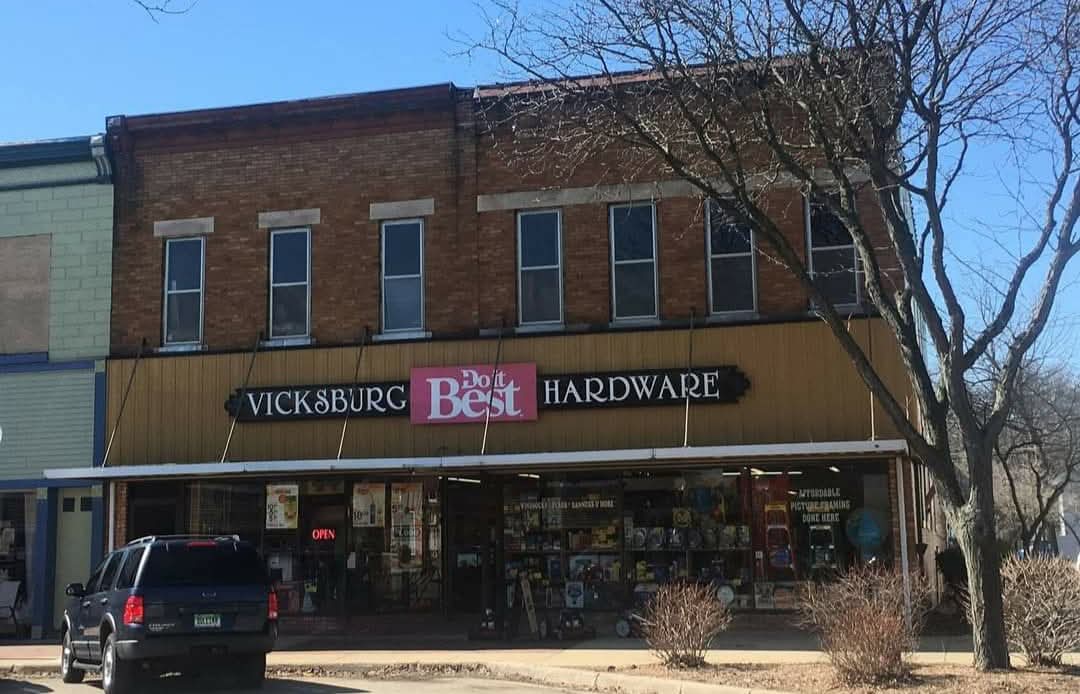 VICKSBURG
Do it
Best
HARDWARE
OPEN
AFFORDABLE
PICTURE FRAMING
DONE HERE